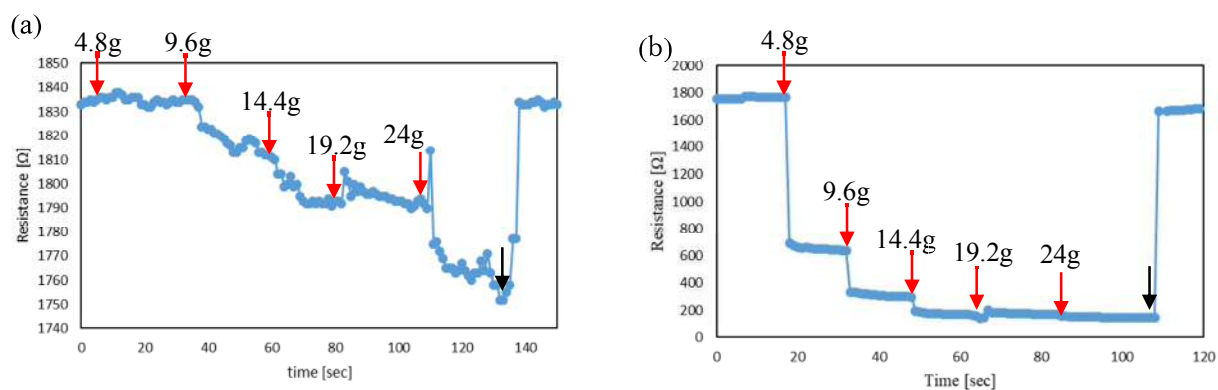 (a)
4.8g 9.6g
14.4g
19.2g 24g
1850
1840
1830
1820
1810
1800
1790
1780
1770
1760
1750
1740
Resistance [Ω]
0 20 40 60 80 100 120 140
time [sec]
(b)
4.8g
9.6g
14.4g
19.2g 24g
2000
1800
1600
1400
1200
1000
800
600
400
200
0
Resistance [Ω]
0 20 40 60 80 100 120
Time [sec]